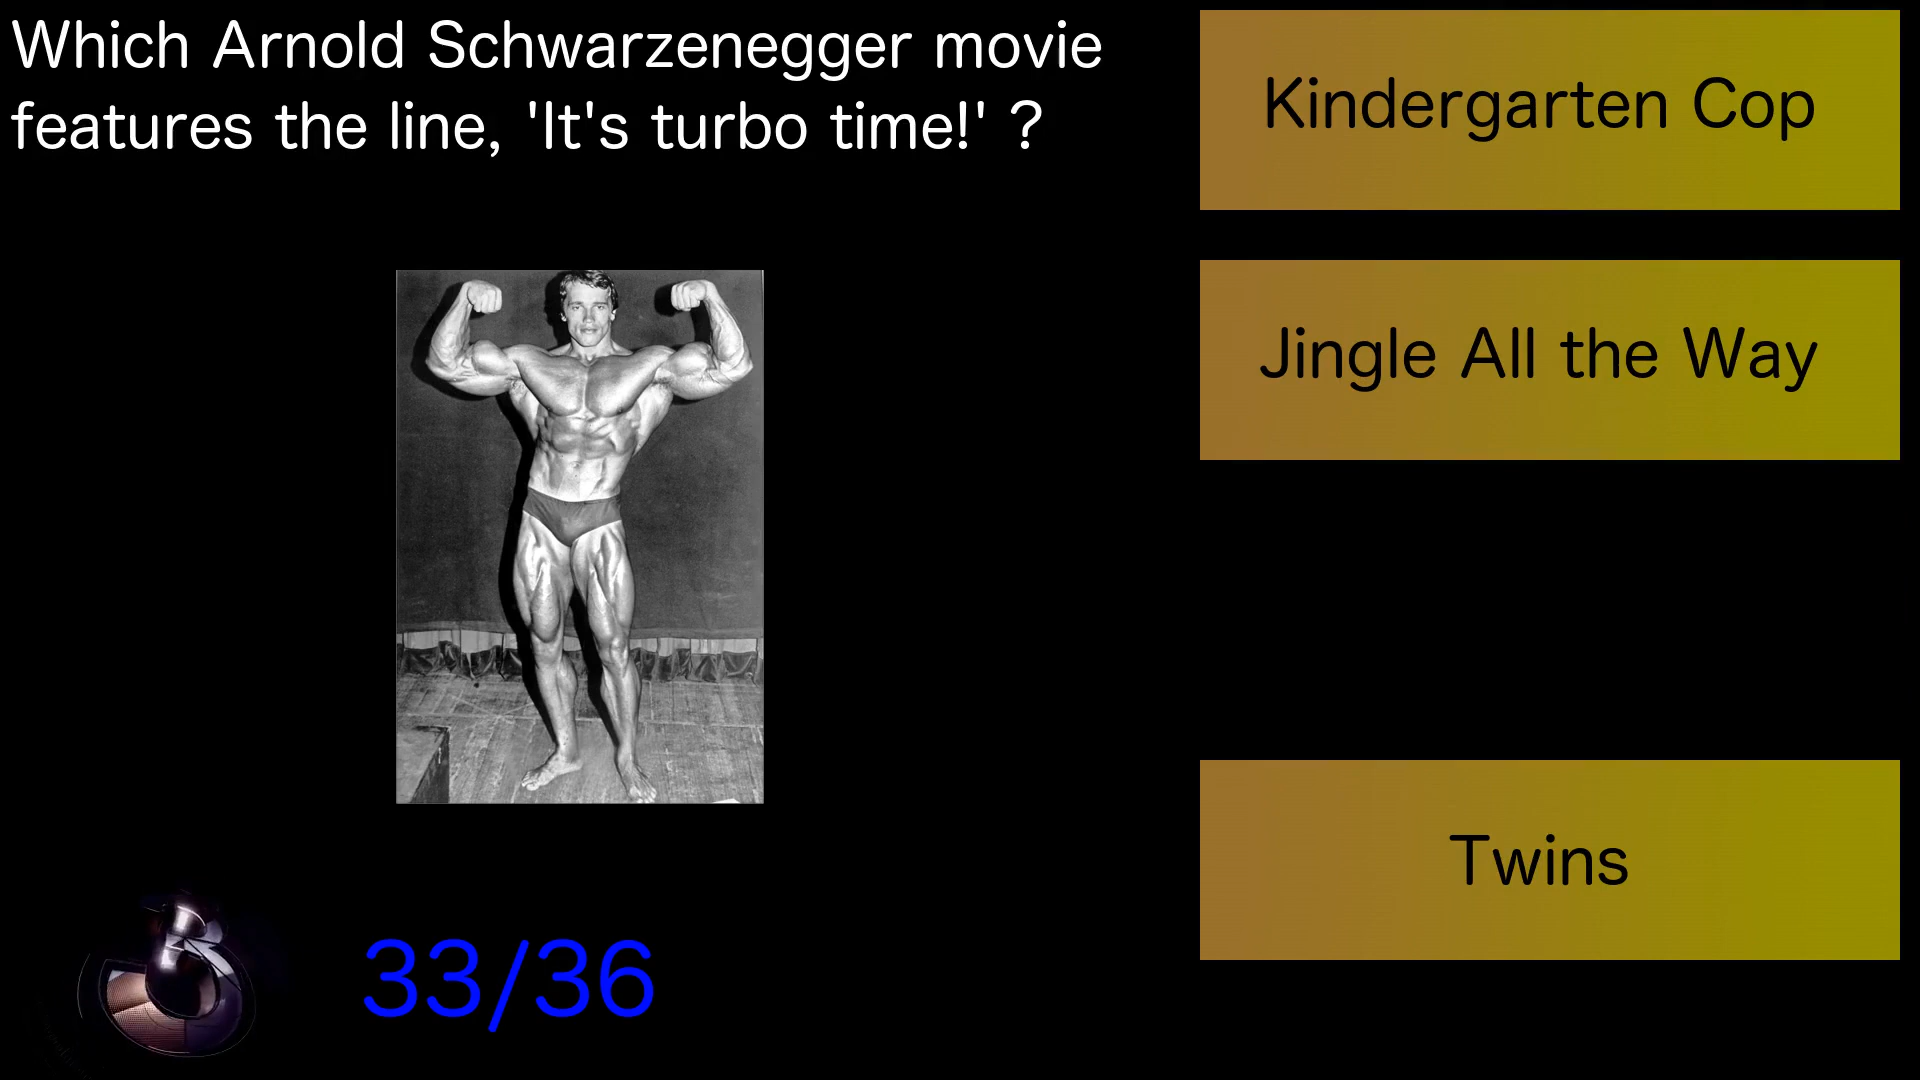 Which Arnold Schwarzenegger movie
features the line, 'It's turbo time!' ?
Kindergarten Cop
Jingle All the Way
Twins
33/36